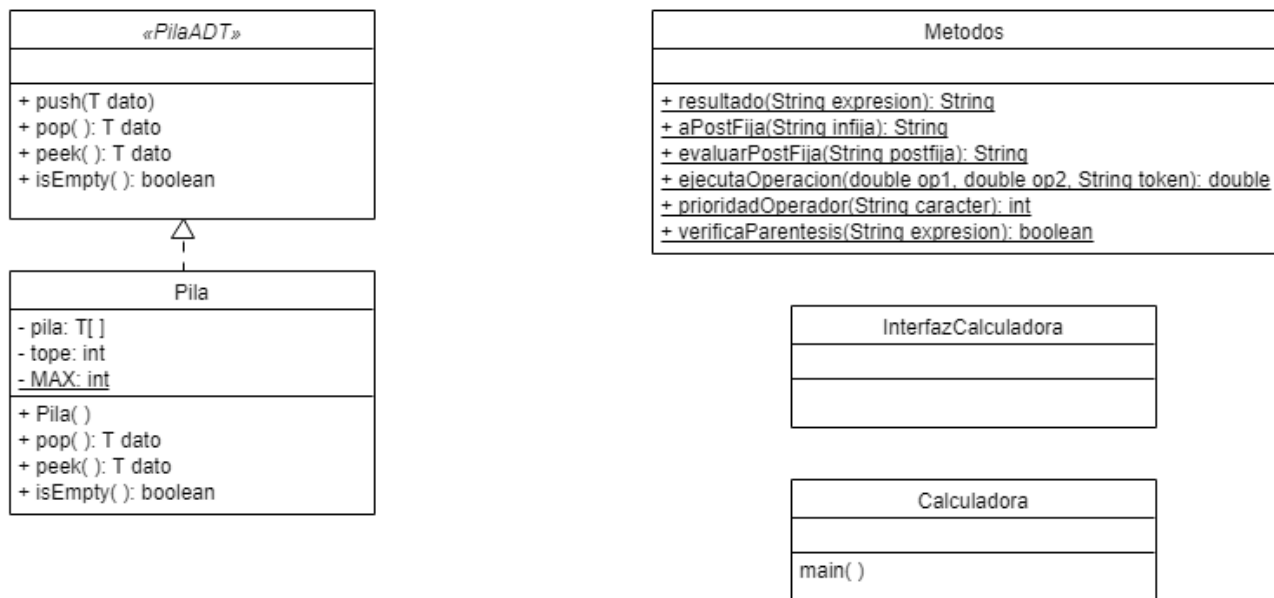 «PilaADT»
+ push(T dato)
+ pop( ): T dato
+ peek( ): T dato
+ isEmpty( ): boolean
Pila
- pila: T[ ]
- tope: int
- MAX: int
+ Pila( )
+ pop( ): T dato
+ peek( ): T dato
+ isEmpty( ): boolean
Metodos
+ resultado(String expresion): String
+ aPostFija(String infija): String
+ evaluarPostFija(String postfija): String
+ ejecutaOperacion(double op1, double op2, String token): double
+ prioridadOperador(String caracter): int
+ verificaParentesis(String expresion): boolean
InterfazCalculadora
Calculadora
main( )